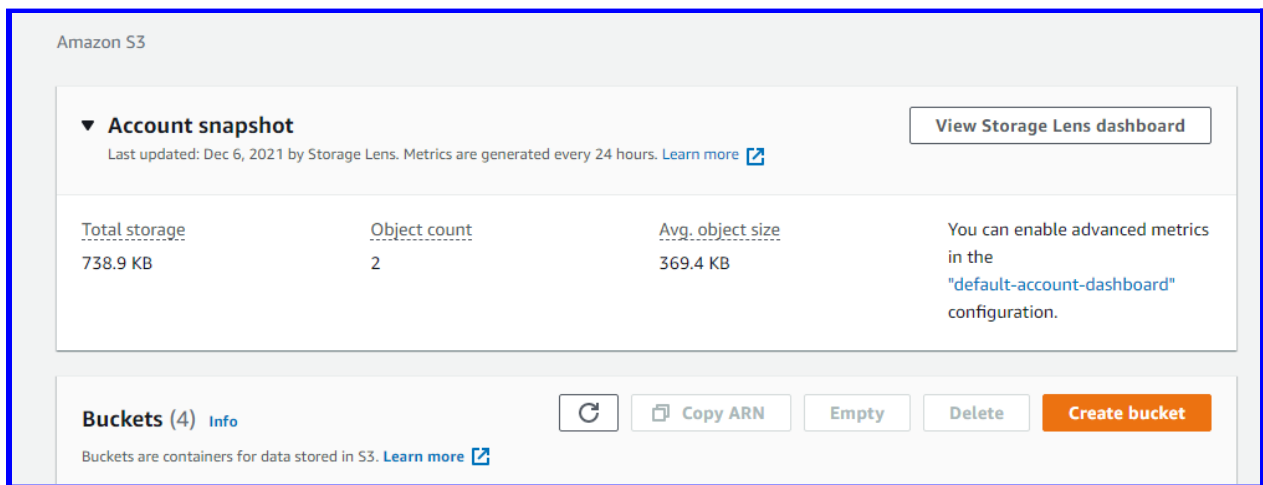 Amazon S3
Account snapshot
View Storage Lens dashboard
Last updated: Dec 6, 2021 by Storage Lens. Metrics are generated every 24 hours. Learn more
Total storage
738.9 KB
Object count
2
Avg. object size
369.4 KB
You can enable advanced metrics
in the
"default-account-dashboard"
configuration.
Buckets (4) Info
Copy ARN
Empty
Delete
Create bucket
Buckets are containers for data stored in S3. Learn more